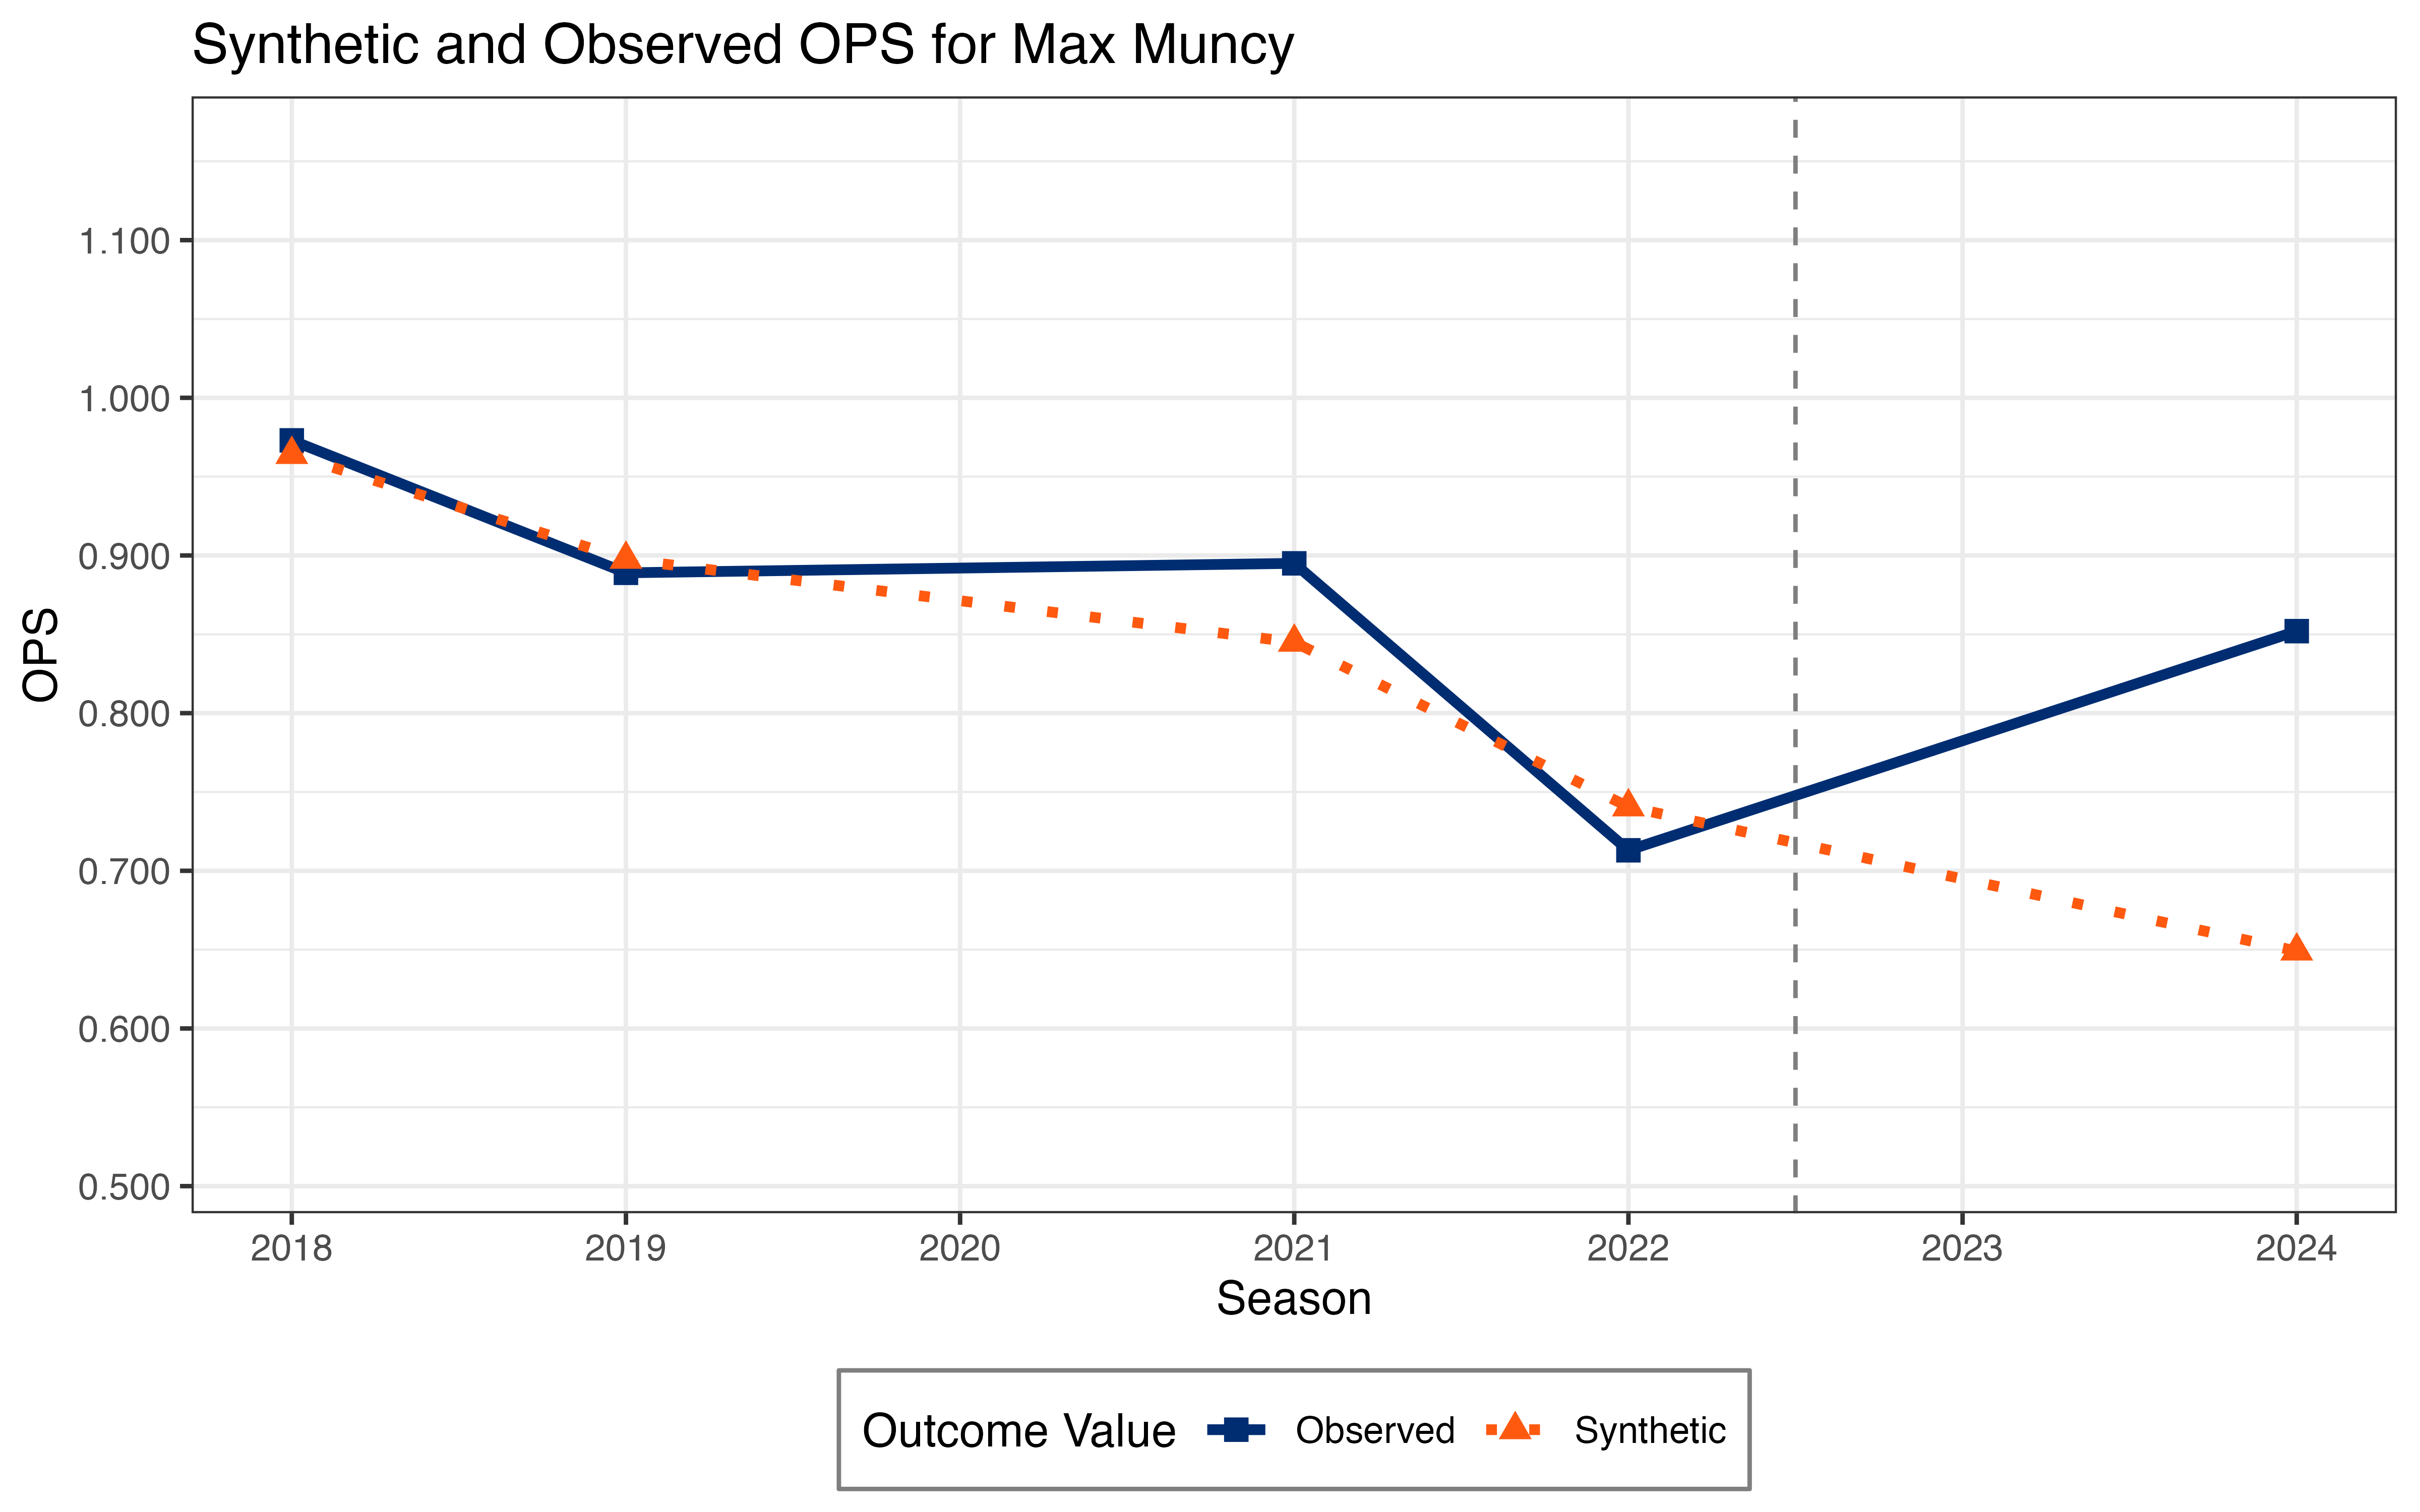 Synthetic and Observed OPS for Max Muncy
OPS
1.100
1.000
0.900
0.800
0.700
0.600
0.500
2018 2019 2020 2021 2022 2023 2024
Season
Outcome Value Observed Synthetic